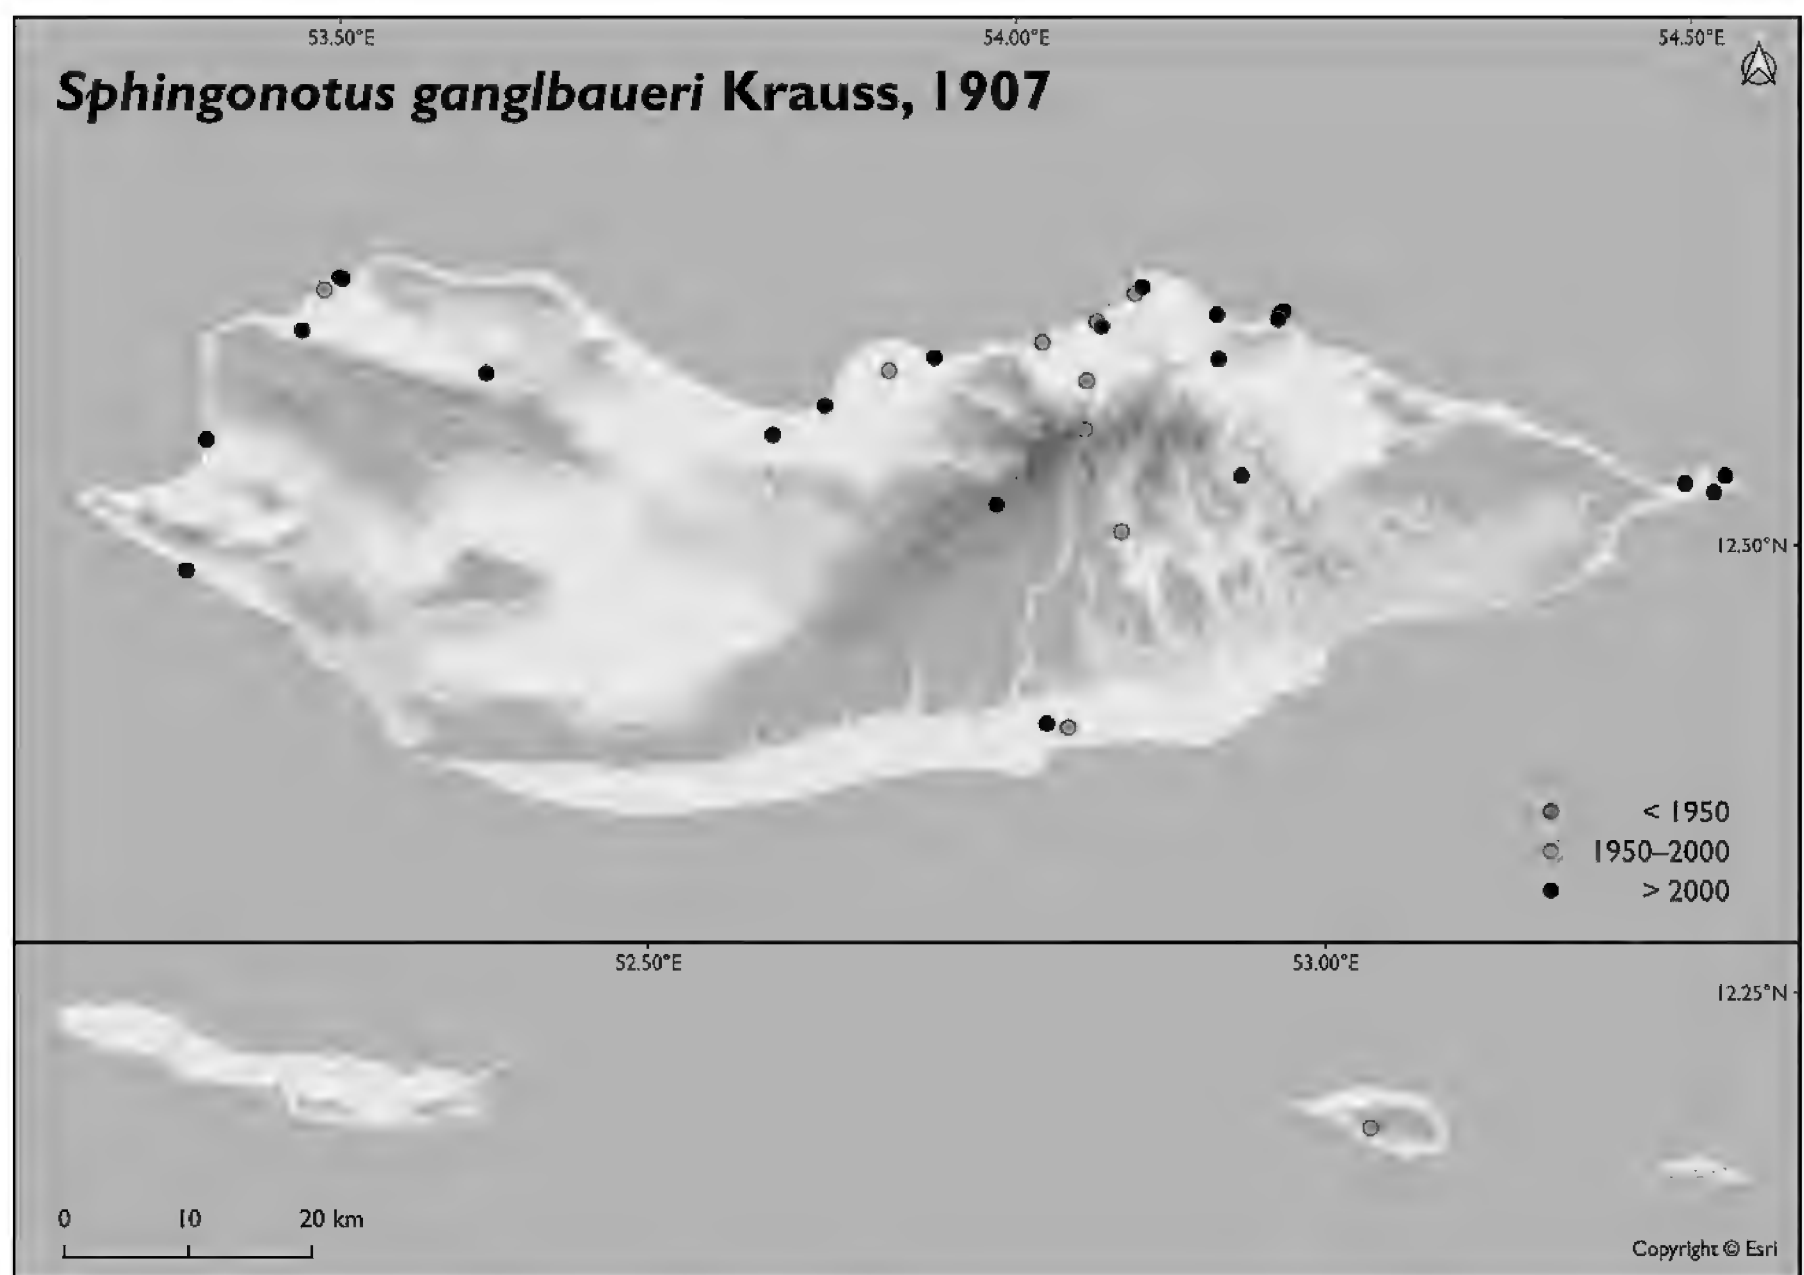 53.50°E 54.00°E 54.50°E
Sphingonotus ganglbaueri Krauss, 1907
12.50°N
< 1950
1950–2000
> 2000
52.50°E 53.00°E
12.25°N
0 10 20 km
Copyright © Esri